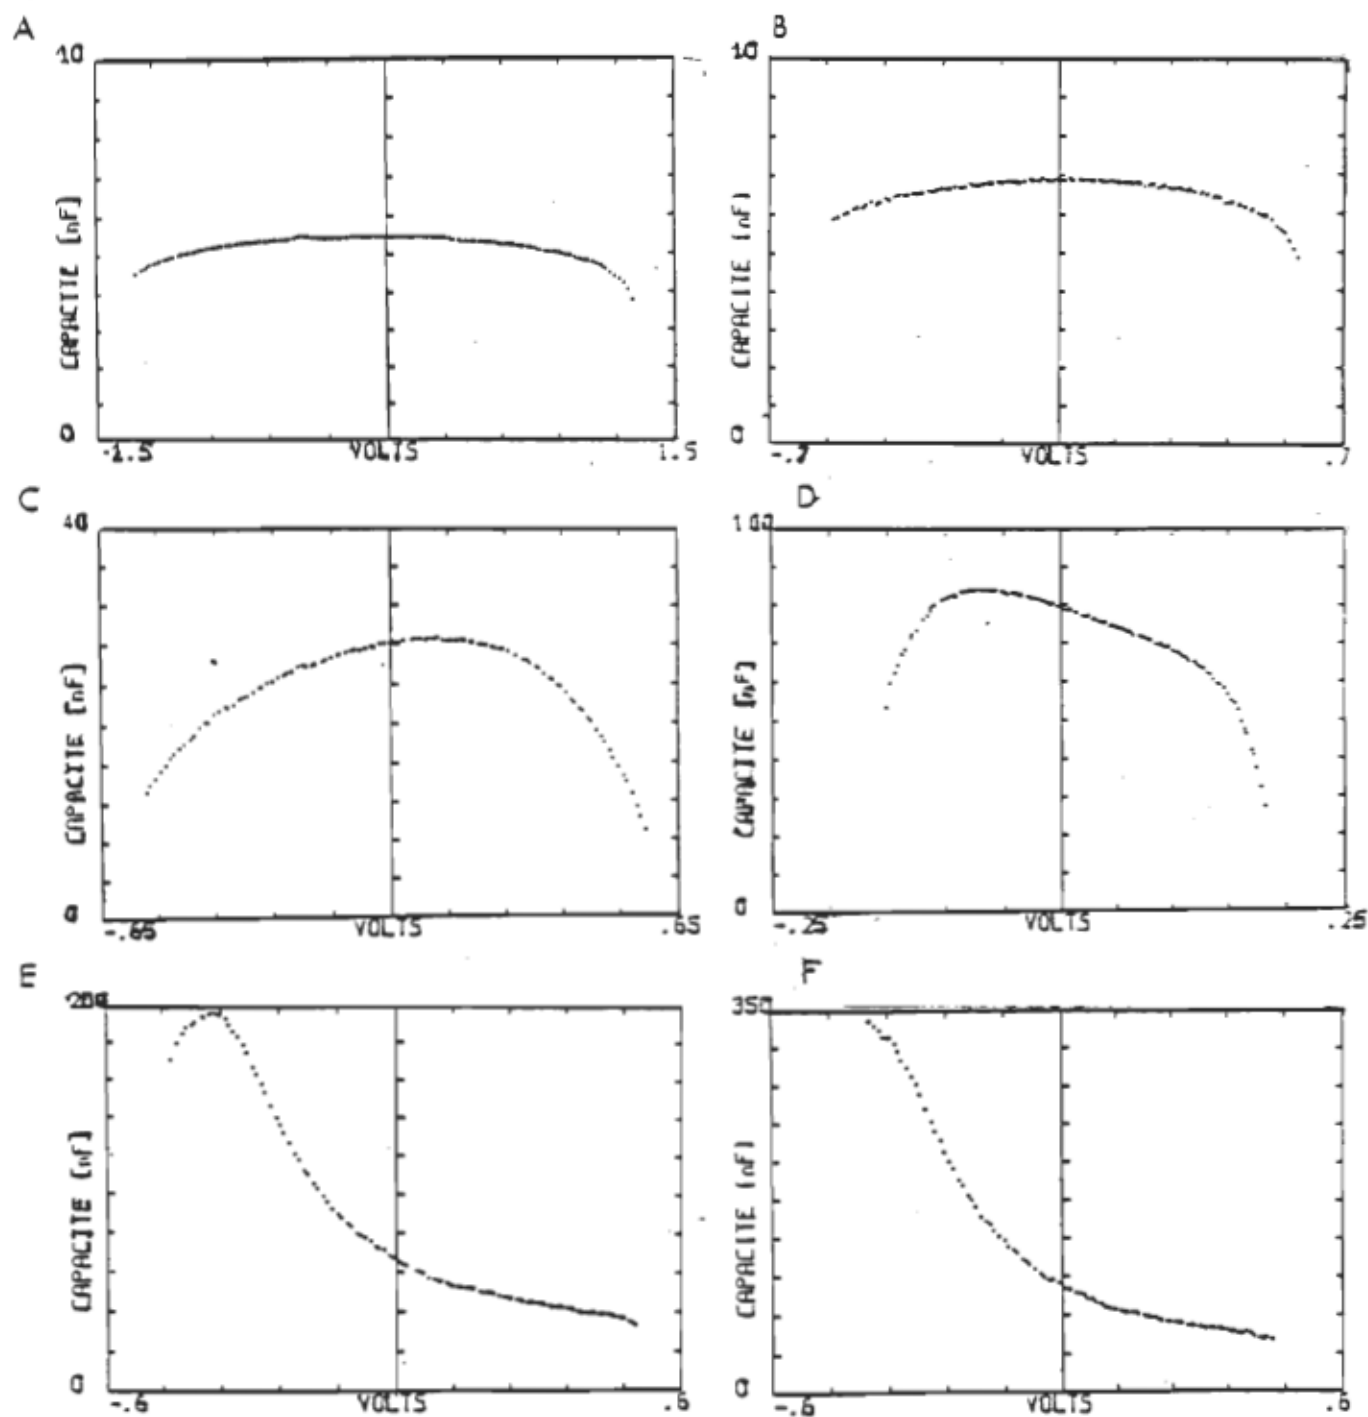 A
10
CAPACITE [nF]
0
-1.5
VOLTS
1.5
B
10
CAPACITE [nF]
0
-.7
VOLTS
.7
C
40
CAPACITE [nF]
0
-.65
VOLTS
.65
D
100
CAPACITE [nF]
0
-.25
VOLTS
.25
E
200
CAPACITE [nF]
0
-.6
VOLTS
.6
F
350
CAPACITE [nF]
0
-.6
VOLTS
.6